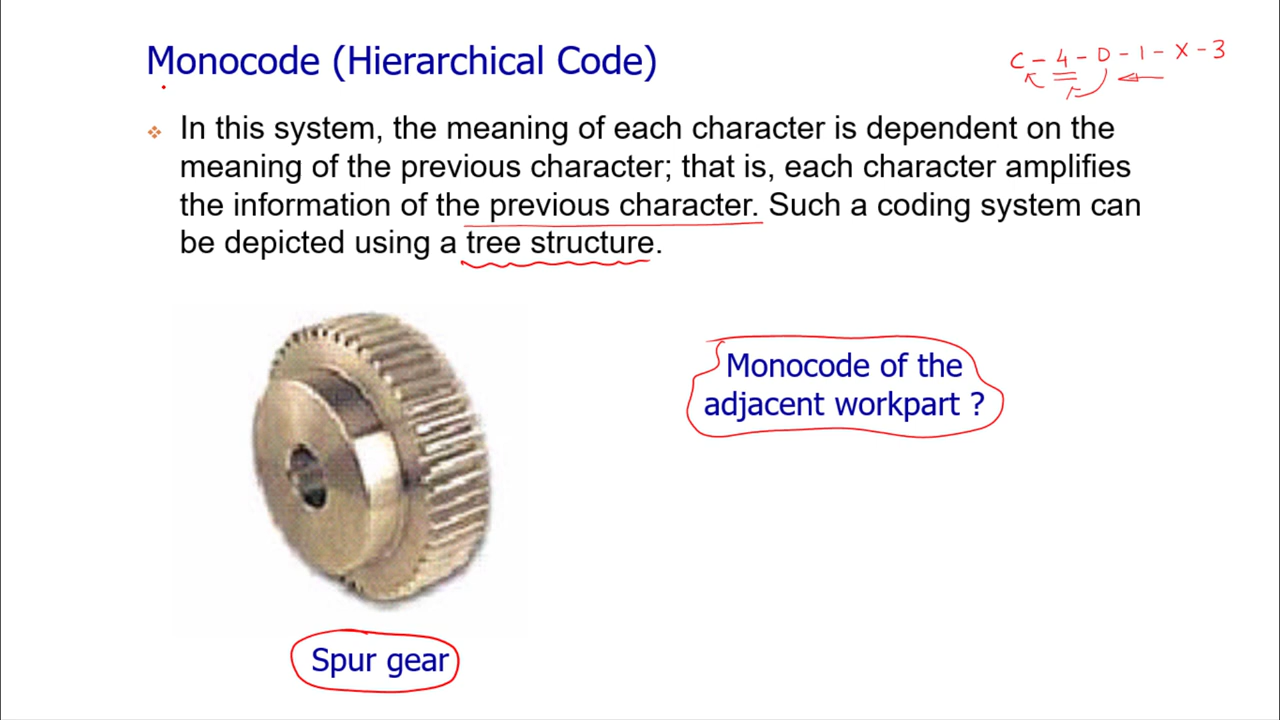 Monocode (Hierarchical Code)
C-4-D-1-X-3
❖ In this system, the meaning of each character is dependent on the
meaning of the previous character; that is, each character amplifies
the information of the previous character. Such a coding system can
be depicted using a tree structure.
Monocode of the
adjacent workpart ?
Spur gear